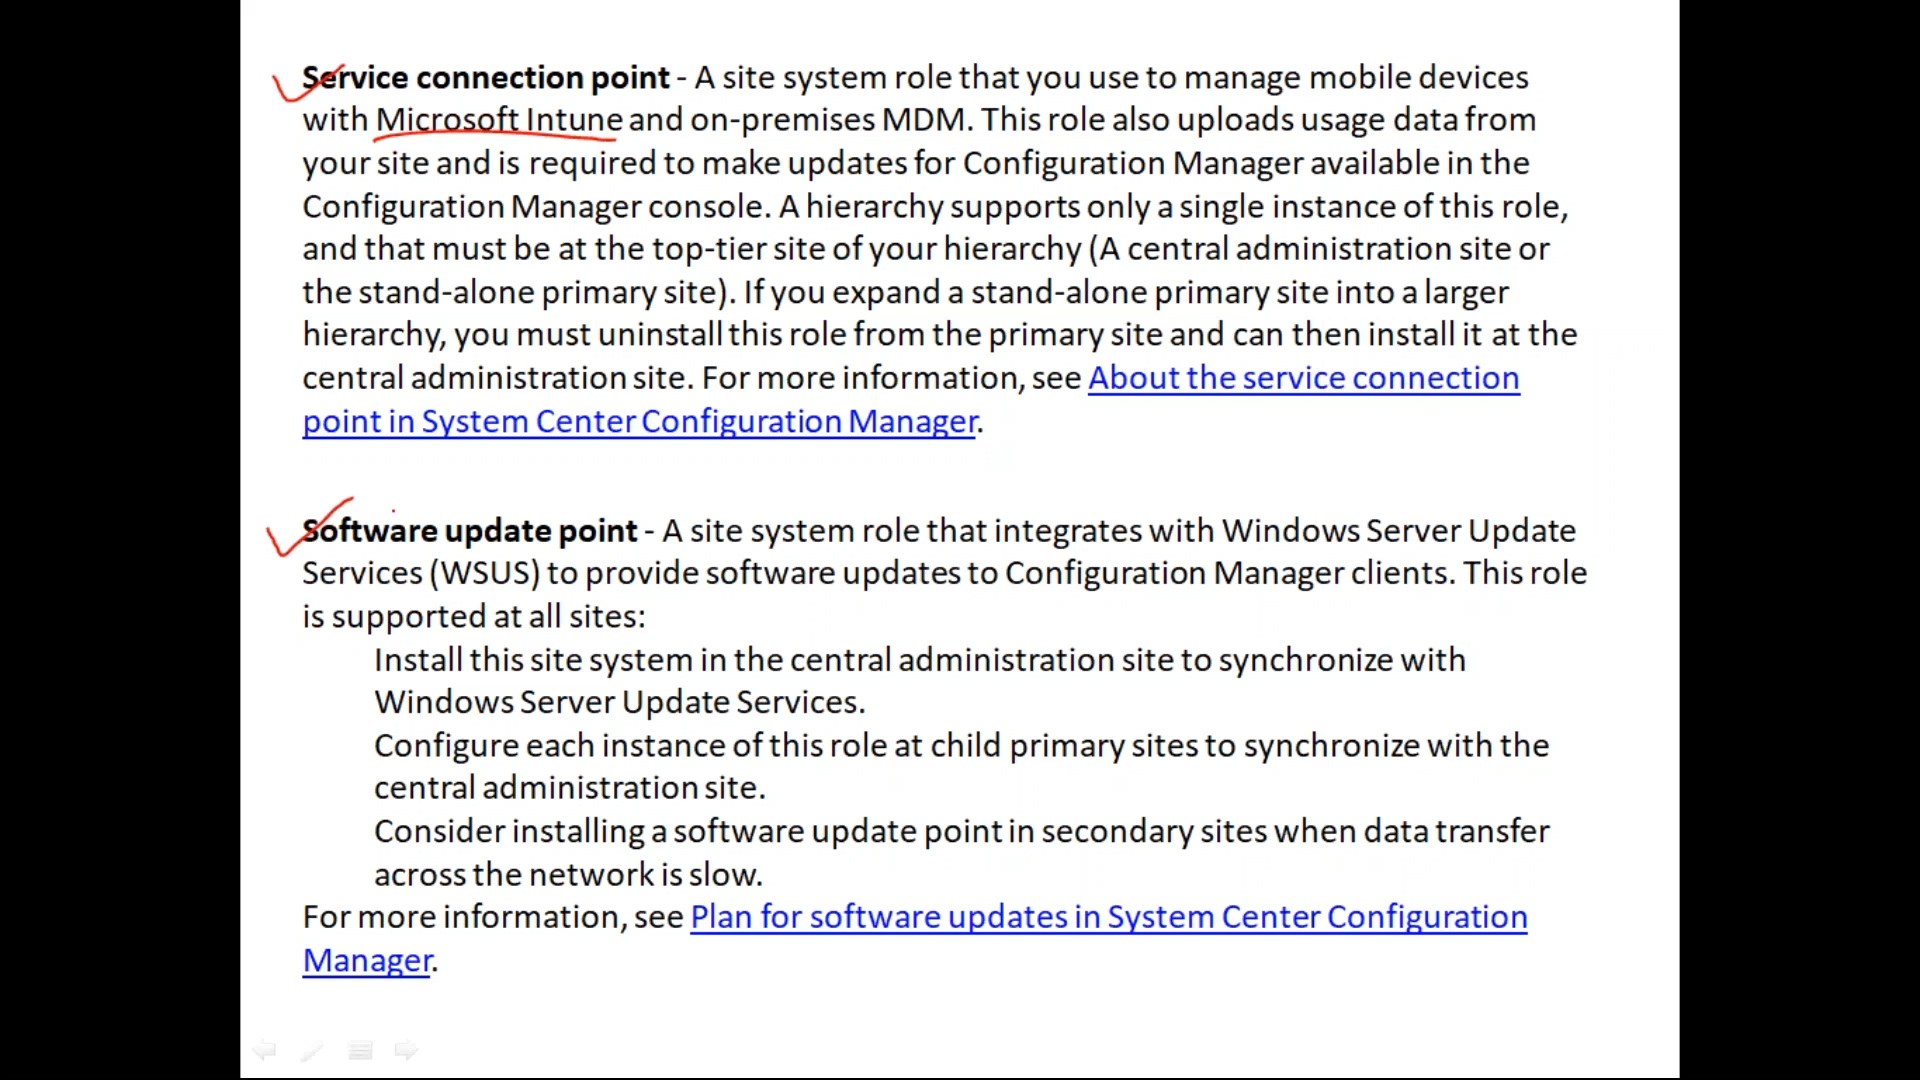 Service connection point - A site system role that you use to manage mobile devices
with Microsoft Intune and on-premises MDM. This role also uploads usage data from
your site and is required to make updates for Configuration Manager available in the
Configuration Manager console. A hierarchy supports only a single instance of this role,
and that must be at the top-tier site of your hierarchy (A central administration site or
the stand-alone primary site). If you expand a stand-alone primary site into a larger
hierarchy, you must uninstall this role from the primary site and can then install it at the
central administration site. For more information, see About the service connection
point in System Center Configuration Manager.
Software update point - A site system role that integrates with Windows Server Update
Services (WSUS) to provide software updates to Configuration Manager clients. This role
is supported at all sites:
Install this site system in the central administration site to synchronize with
Windows Server Update Services.
Configure each instance of this role at child primary sites to synchronize with the
central administration site.
Consider installing a software update point in secondary sites when data transfer
across the network is slow.
For more information, see Plan for software updates in System Center Configuration
Manager.